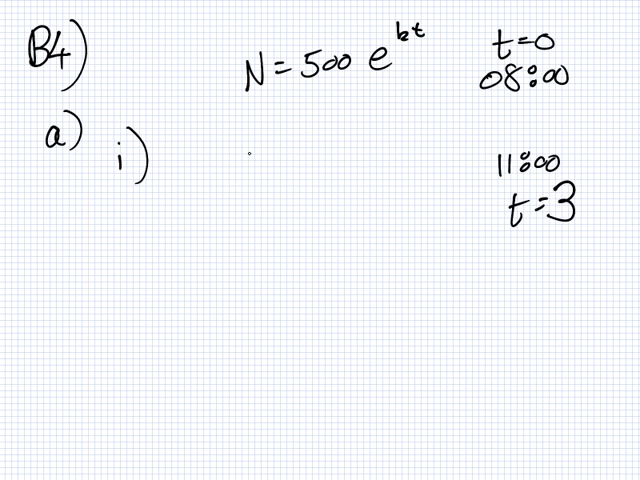 B4)
N = 500 e^{kt}
t=0
08:00
a)
i)
11:00
t=3